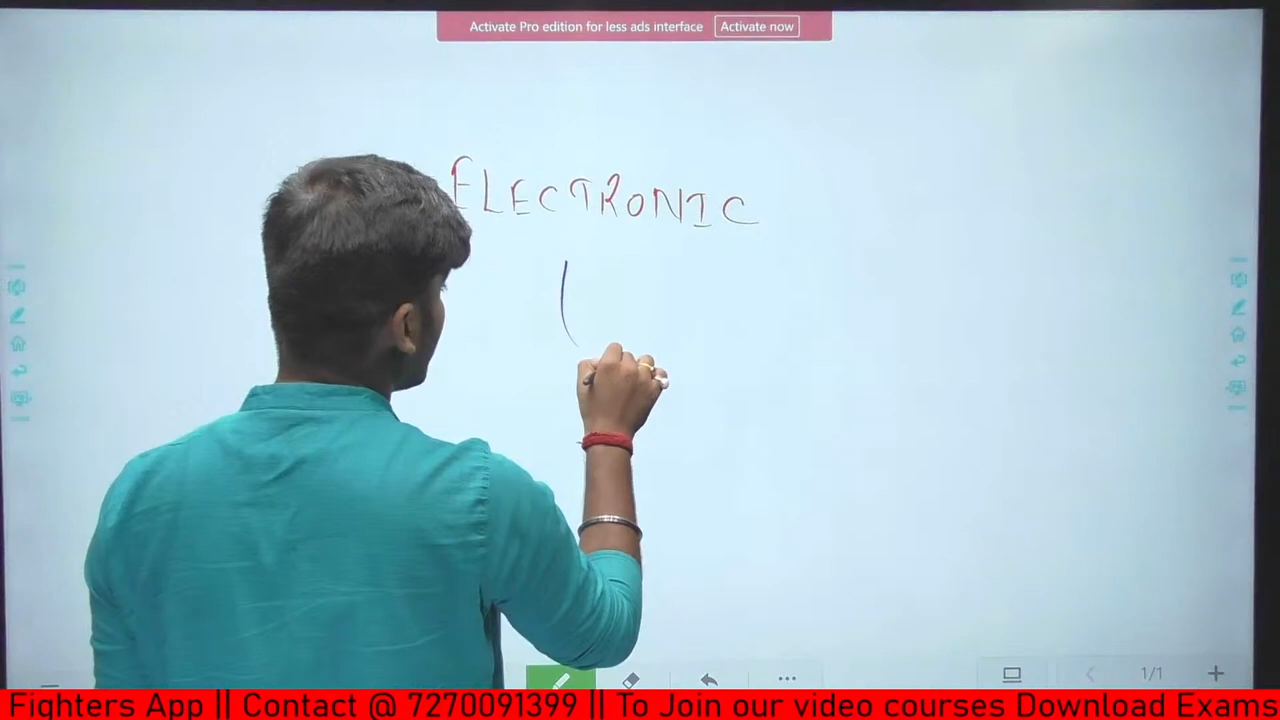 Activate Pro edition for less ads interface Activate now
ELECTRONIC
1/1
Fighters App || Contact @ 7270091399 || To Join our video courses Download Exams